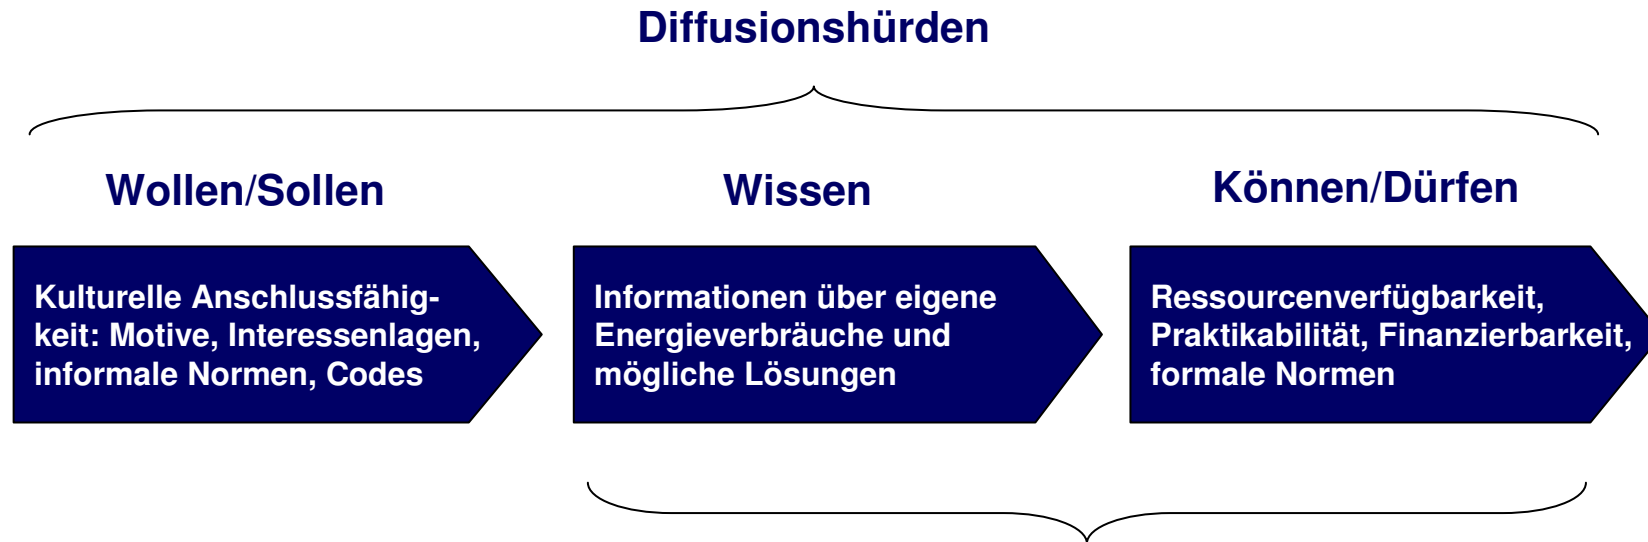 Diffusionshürden
Wollen/Sollen
Kulturelle Anschlussfähig-
keit: Motive, Interessenlagen,
informale Normen, Codes
Wissen
Informationen über eigene
Energieverbräuche und
mögliche Lösungen
Können/Dürfen
Ressourcenverfügbarkeit,
Praktikabilität, Finanzierbarkeit,
formale Normen